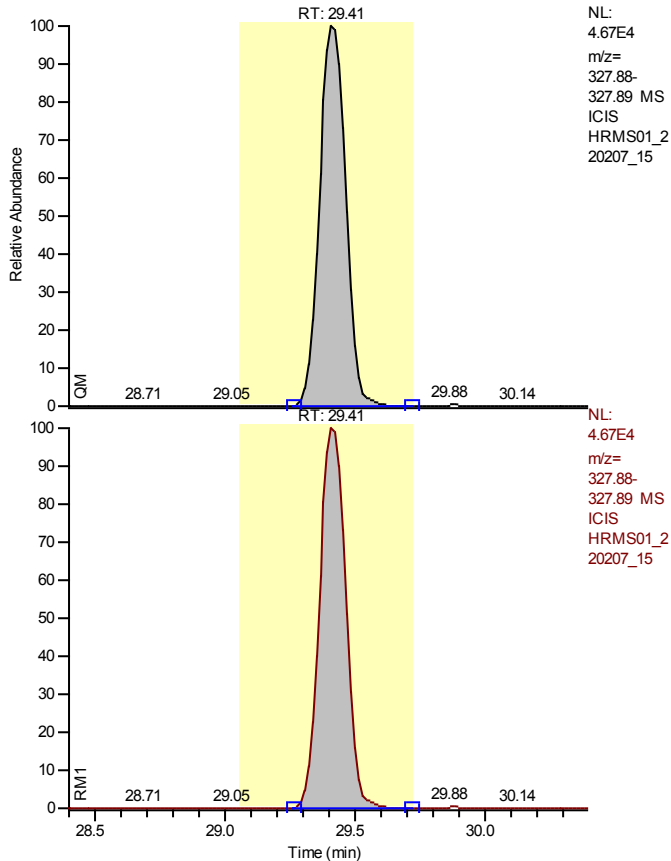 RT: 29.41
NL:
4.67E4
m/z=
327.88-
327.89 MS
ICIS
HRMS01_2
20207_15
100
90
80
70
60
50
40
30
20
10
0
Relative Abundance
QM
28.71
29.05
29.88
30.14
RT: 29.41
NL:
4.67E4
m/z=
327.88-
327.89 MS
ICIS
HRMS01_2
20207_15
100
90
80
70
60
50
40
30
20
10
0
RM1
28.71
29.05
29.88
30.14
28.5
29.0
29.5
30.0
Time (min)